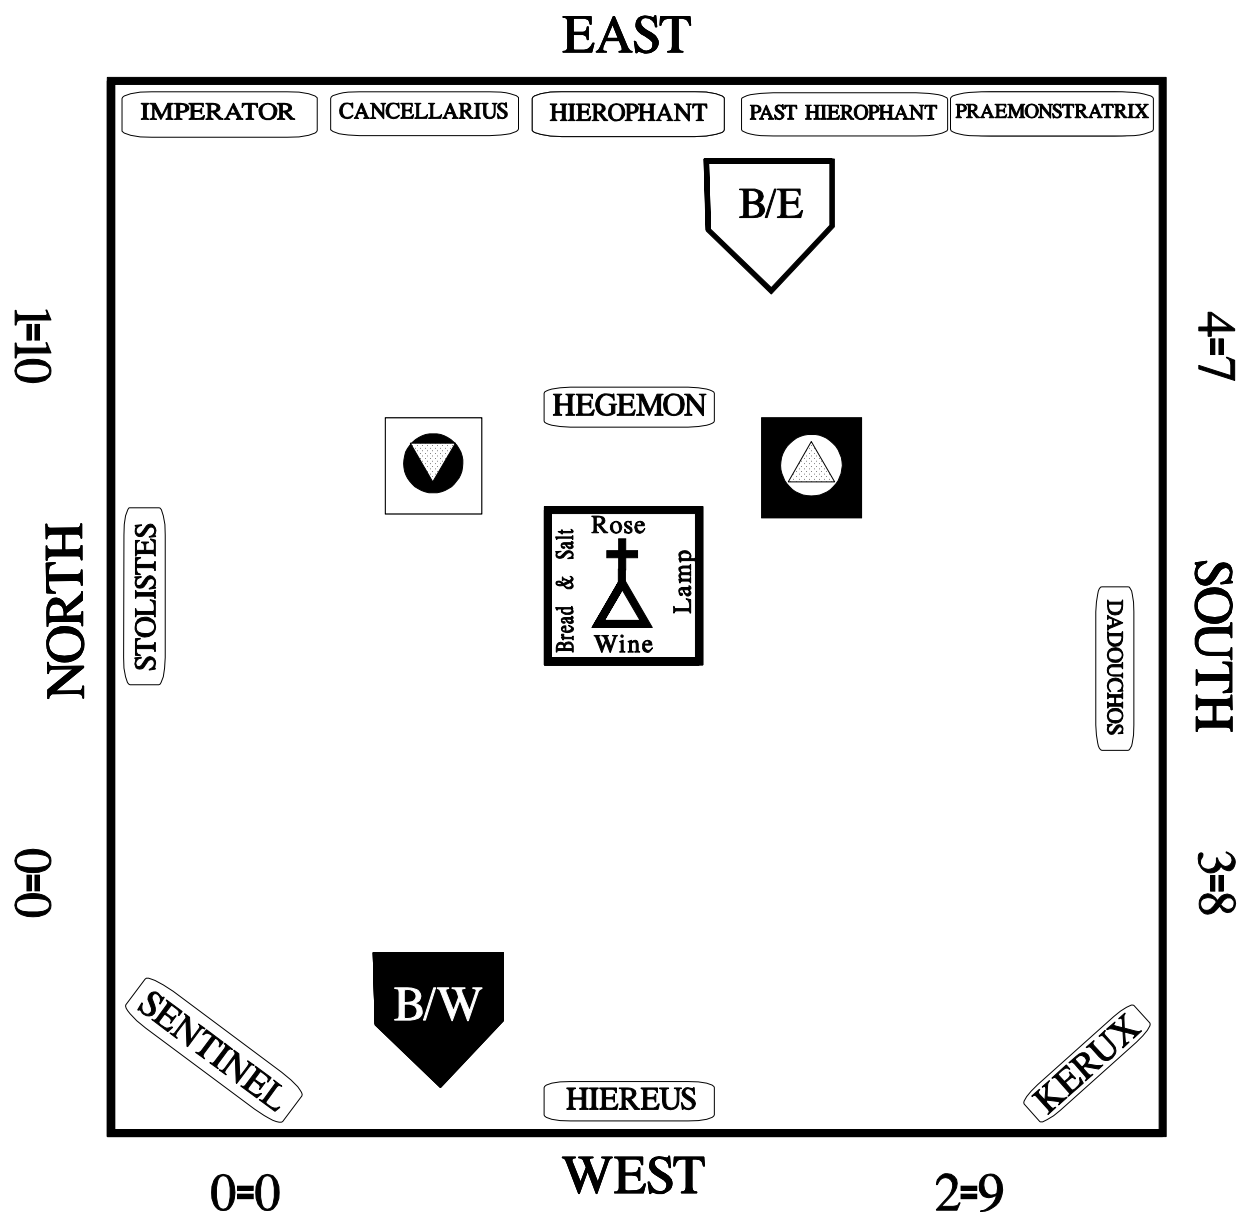 EAST
IMPERATOR
CANCELLARIUS
HIEROPHANT
PAST HIEROPHANT
PRAEMONSTRATRIX
B/E
1=10
4=7
HEGEMON
NORTH
STOLISTES
Rose
Bread & Salt
Lamp
Wine
DADOUCHOS
SOUTH
0=0
3=8
B/W
SENTINEL
HIEREUS
KERUX
WEST
0=0
2=9